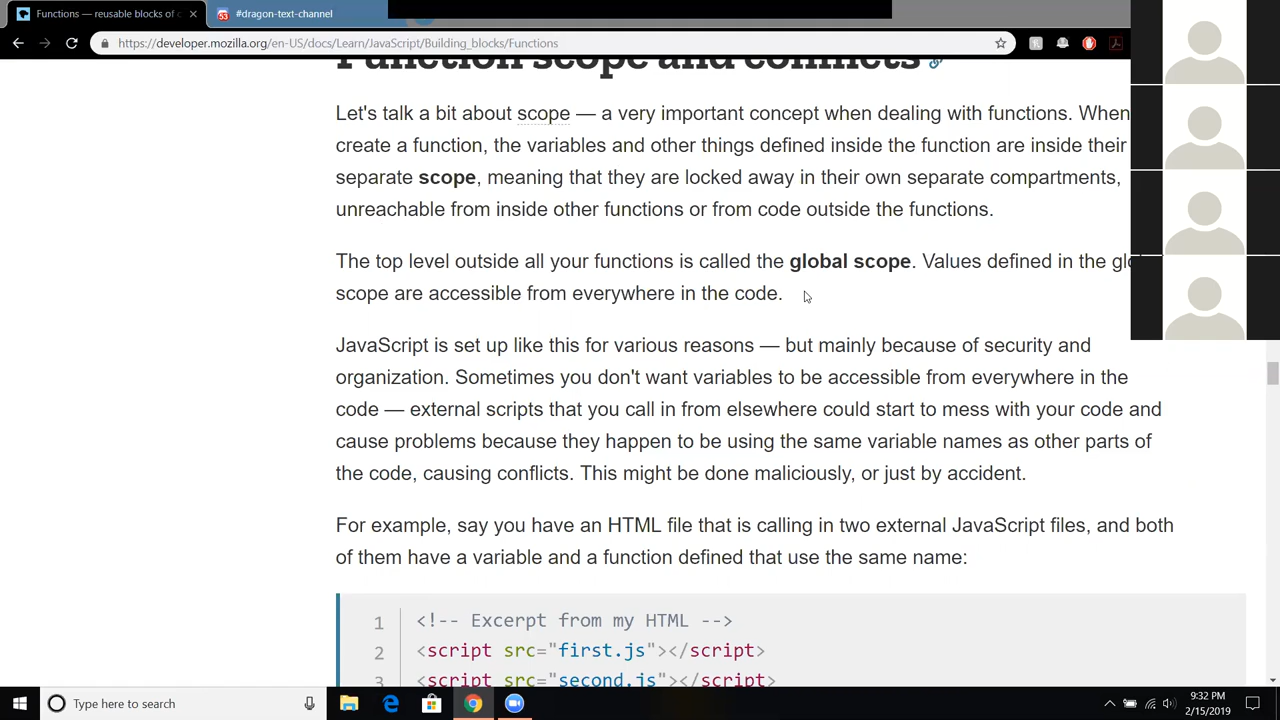 Functions — reusable blocks of c
#dragon-text-channel
https://developer.mozilla.org/en-US/docs/Learn/JavaScript/Building_blocks/Functions
Function scope and conflicts
Let's talk a bit about scope — a very important concept when dealing with functions. When
create a function, the variables and other things defined inside the function are inside their
separate scope, meaning that they are locked away in their own separate compartments,
unreachable from inside other functions or from code outside the functions.
The top level outside all your functions is called the global scope. Values defined in the glo
scope are accessible from everywhere in the code.
JavaScript is set up like this for various reasons — but mainly because of security and
organization. Sometimes you don't want variables to be accessible from everywhere in the
code — external scripts that you call in from elsewhere could start to mess with your code and
cause problems because they happen to be using the same variable names as other parts of
the code, causing conflicts. This might be done maliciously, or just by accident.
For example, say you have an HTML file that is calling in two external JavaScript files, and both
of them have a variable and a function defined that use the same name:
1 <!-- Excerpt from my HTML -->
2 <script src="first.js"></script>
3 <script src="second.js"></script>
Type here to search
9:32 PM
2/15/2019